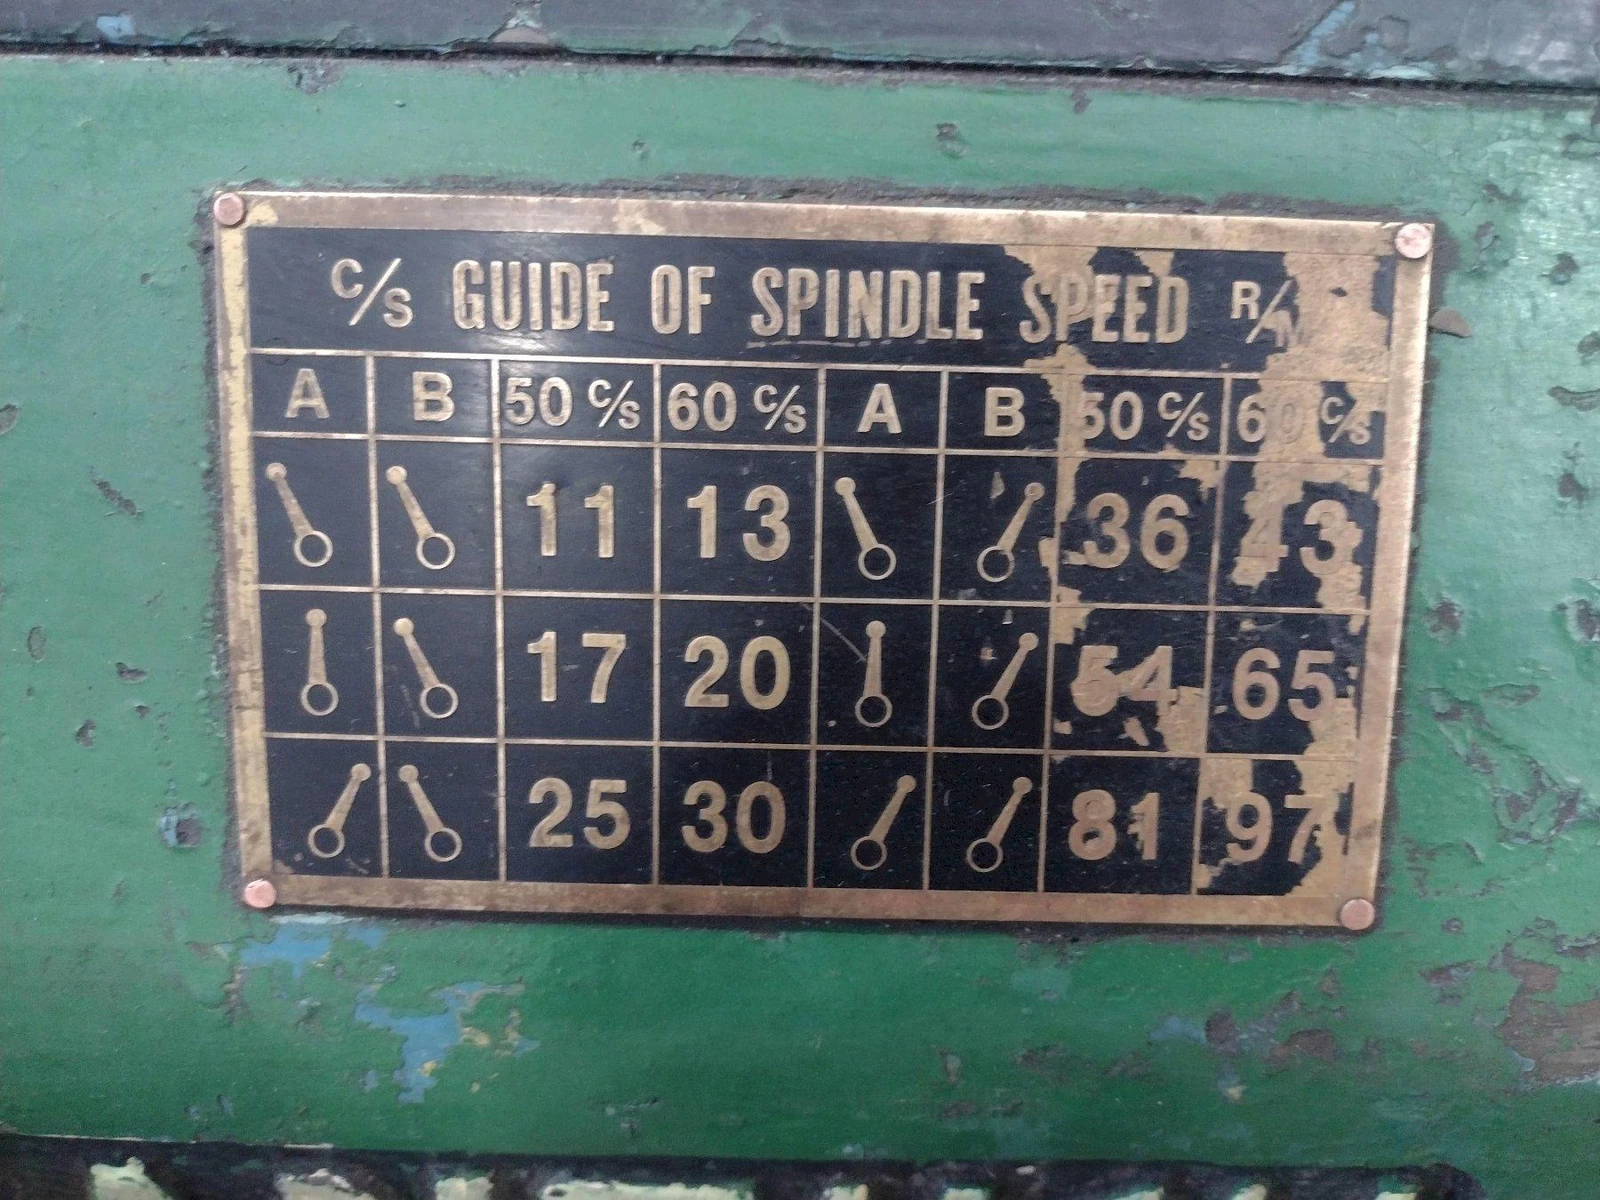 C/S GUIDE OF SPINDLE SPEED
A B 50 C/S 60 C/S A B 50 C/S 60 C/S
11 13 36 43
17 20 54 65
25 30 81 97